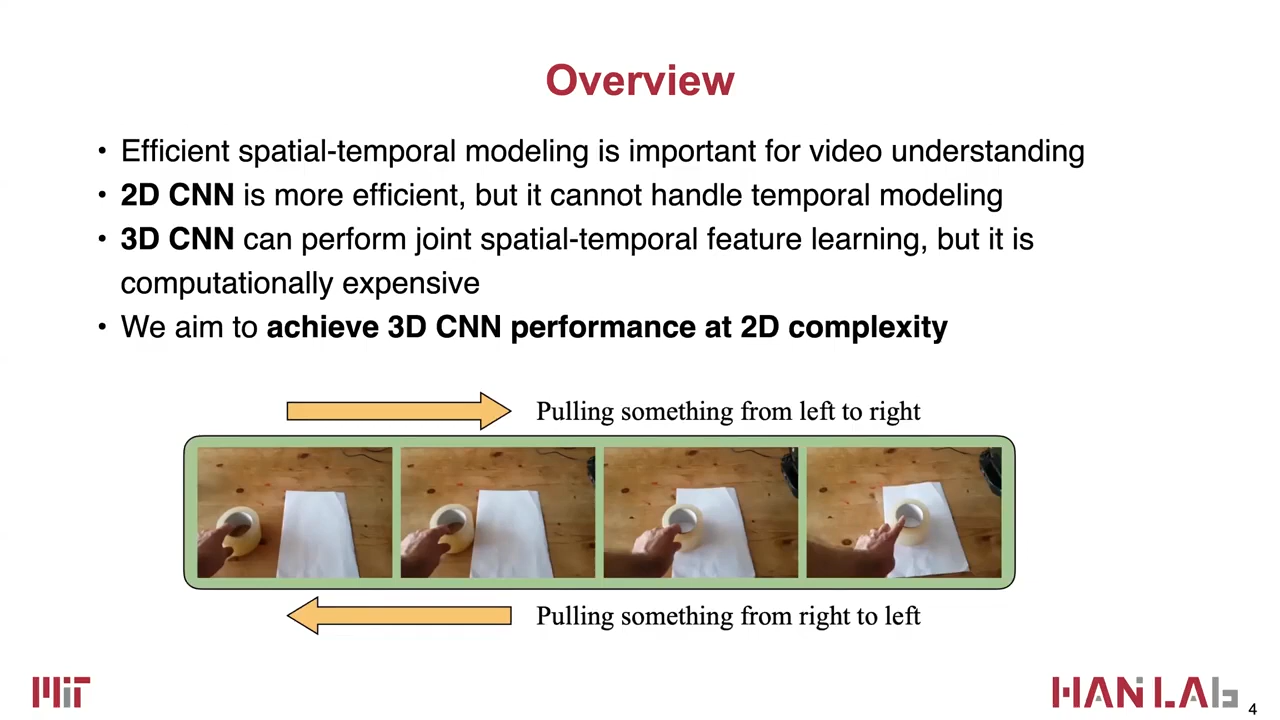 Overview
• Efficient spatial-temporal modeling is important for video understanding
• 2D CNN is more efficient, but it cannot handle temporal modeling
• 3D CNN can perform joint spatial-temporal feature learning, but it is
computationally expensive
• We aim to achieve 3D CNN performance at 2D complexity
Pulling something from left to right
Pulling something from right to left
MIT
HAN LAb
4